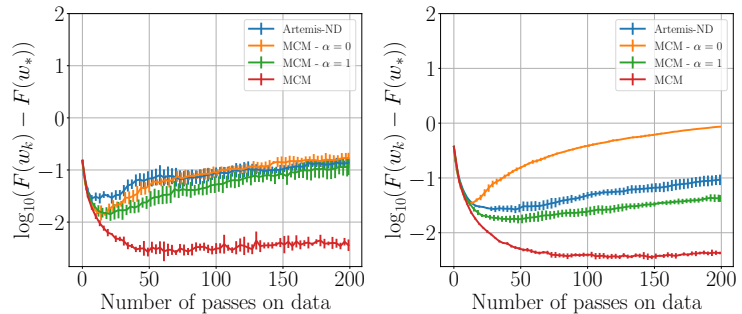 2
1
0
−1
−2
log10(F(wk) − F(w*))
0
50
100
150
200
Number of passes on data
Artemis-ND
MCM - α = 0
MCM - α = 1
MCM
2
1
0
−1
−2
log10(F(wk) − F(w*))
0
50
100
150
200
Number of passes on data
Artemis-ND
MCM - α = 0
MCM - α = 1
MCM